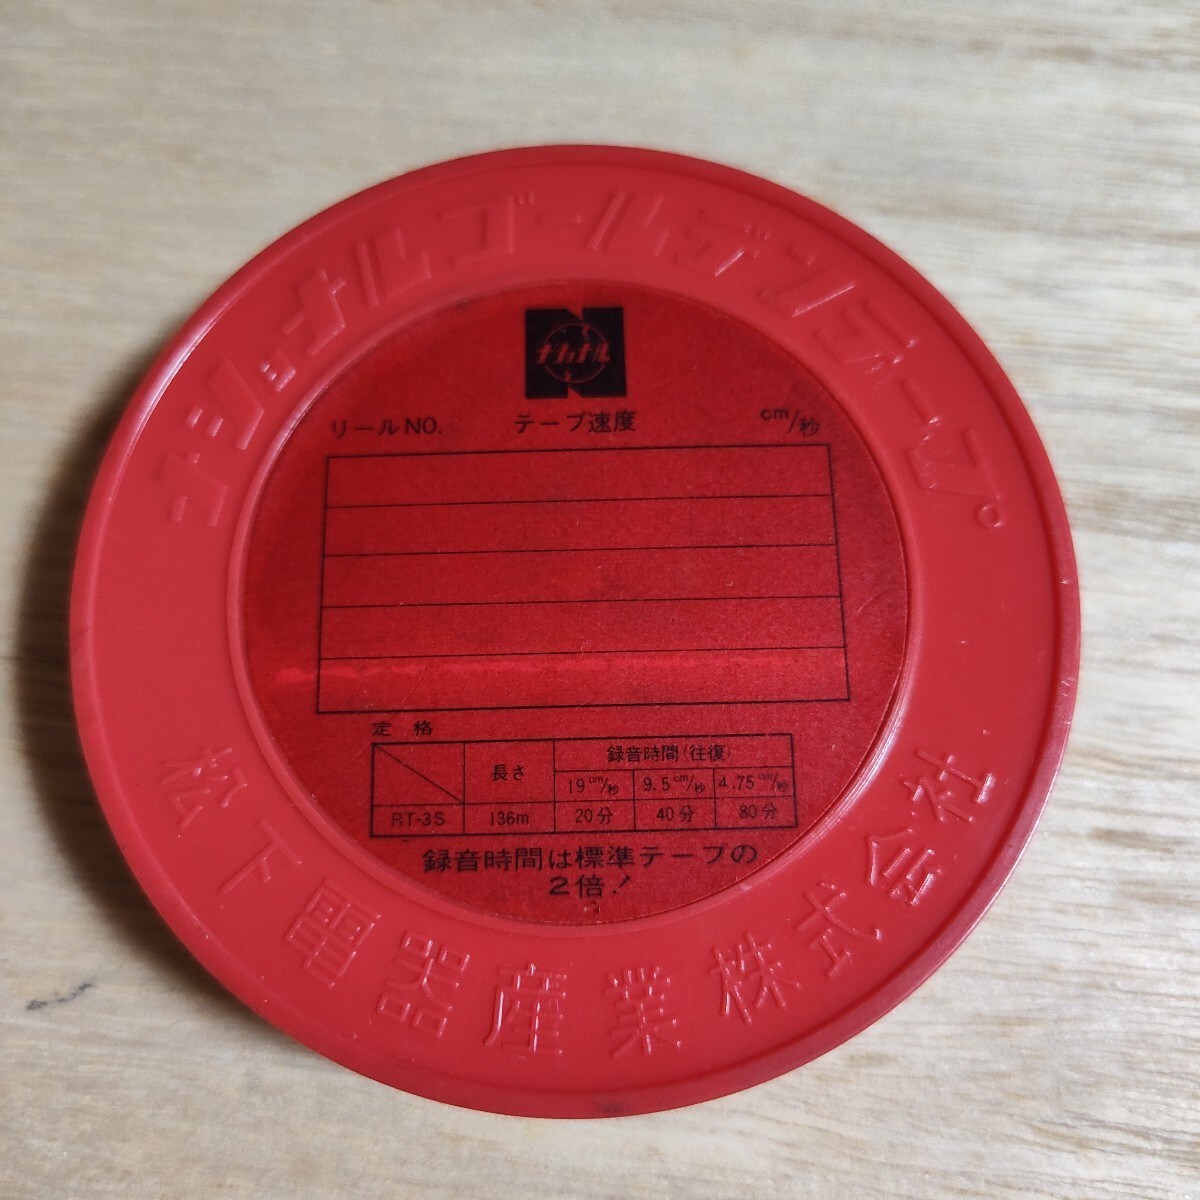 ナショナルゴールデンテープ。
ナショナル
リールNO. テープ速度 cm/秒
定格
長さ 録音時間(往復)
19cm/秒 9.5cm/秒 4.75cm/秒
RT-3S 136m 20分 40分 80分
録音時間は標準テープの
2倍!
松下電器産業株式会社